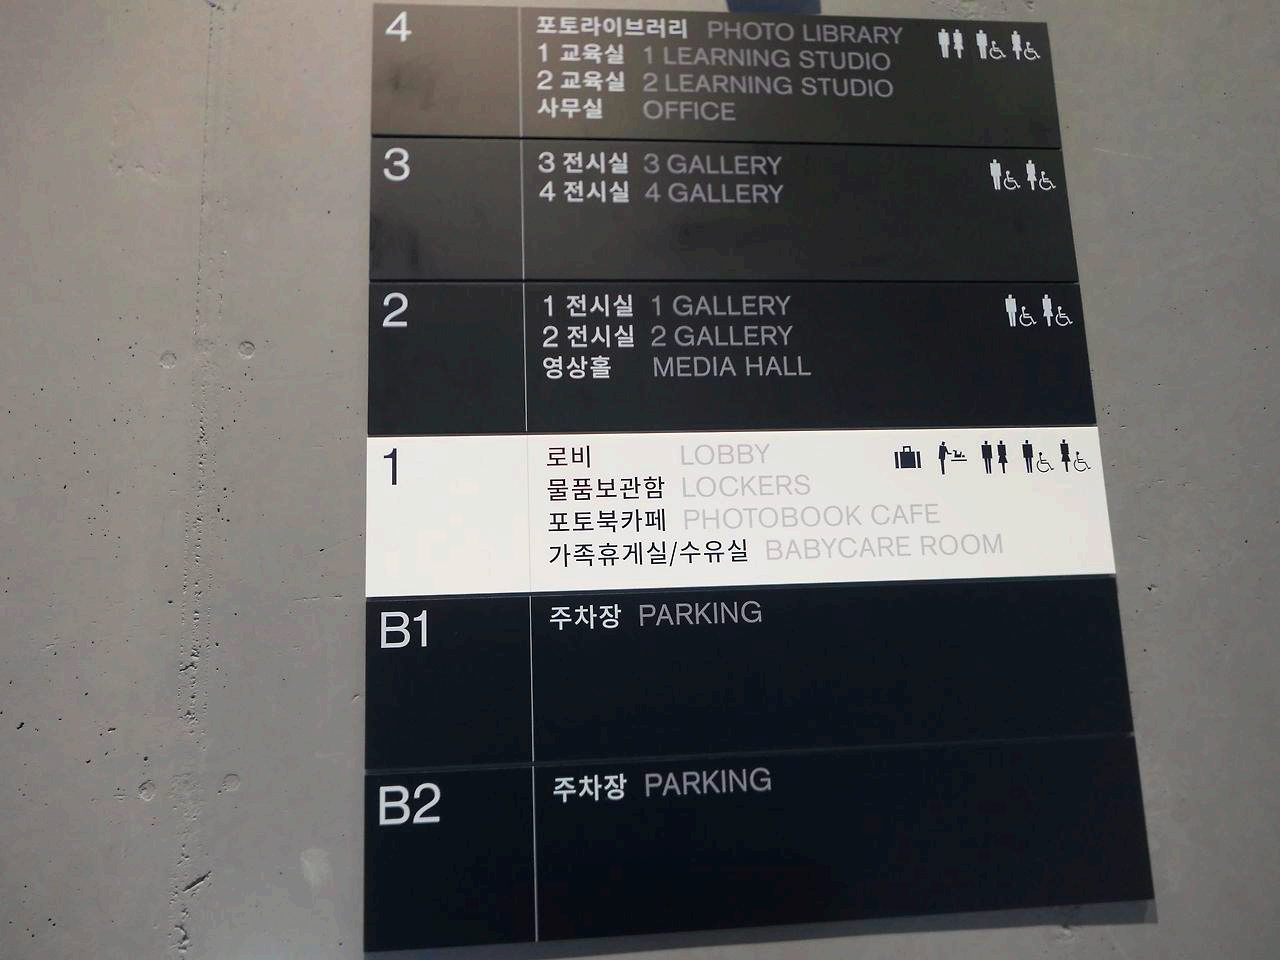 4
포토라이브러리 PHOTO LIBRARY
1 교육실 1 LEARNING STUDIO
2 교육실 2 LEARNING STUDIO
사무실 OFFICE
3
3 전시실 3 GALLERY
4 전시실 4 GALLERY
2
1 전시실 1 GALLERY
2 전시실 2 GALLERY
영상홀 MEDIA HALL
1
로비 LOBBY
물품보관함 LOCKERS
포토북카페 PHOTOBOOK CAFE
가족휴게실/수유실 BABYCARE ROOM
B1
주차장 PARKING
B2
주차장 PARKING